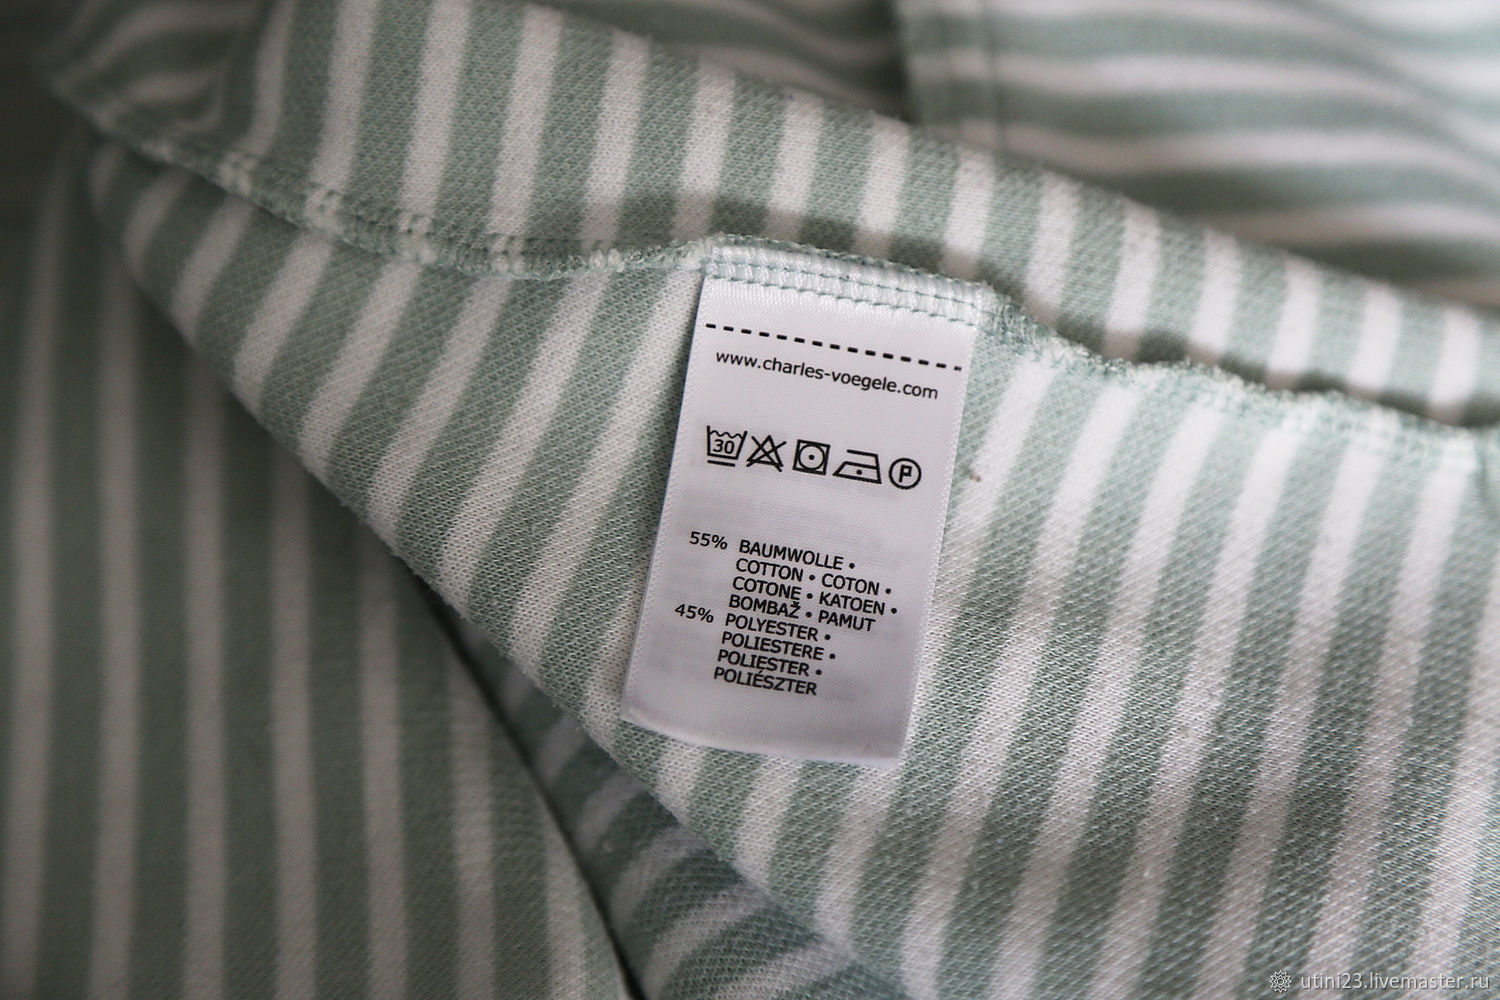 www.charles-voegele.com
30
P
55% BAUMWOLLE •
COTTON • COTON •
COTONE • KATOEN •
BOMBAŽ • PAMUT
45% POLYESTER •
POLIESTERE •
POLIESTER •
POLIÉSZTER
utini23.livemaster.ru